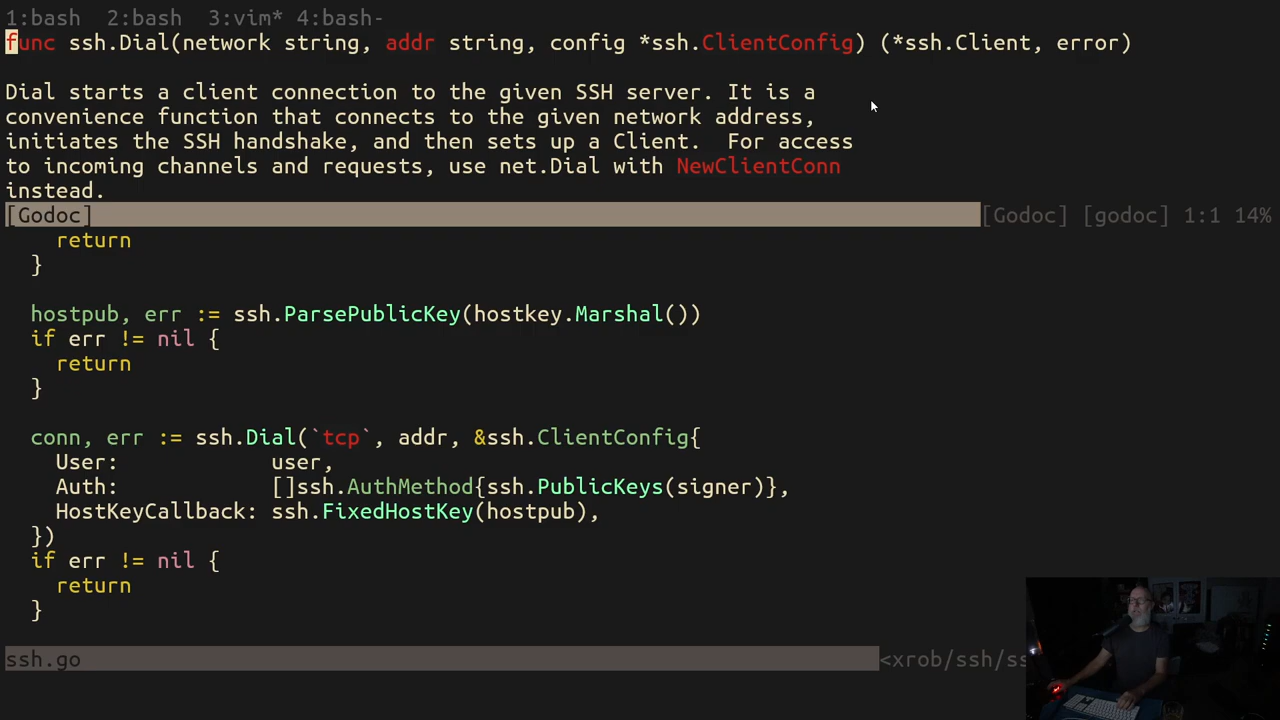 1:bash  2:bash  3:vim* 4:bash-
func ssh.Dial(network string, addr string, config *ssh.ClientConfig) (*ssh.Client, error)
Dial starts a client connection to the given SSH server. It is a
convenience function that connects to the given network address,
initiates the SSH handshake, and then sets up a Client.  For access
to incoming channels and requests, use net.Dial with NewClientConn
instead.
[Godoc] [Godoc] [godoc] 1:1 14%
    return
  }
  hostpub, err := ssh.ParsePublicKey(hostkey.Marshal())
  if err != nil {
    return
  }
  conn, err := ssh.Dial(`tcp`, addr, &ssh.ClientConfig{
    User:            user,
    Auth:            []ssh.AuthMethod{ssh.PublicKeys(signer)},
    HostKeyCallback: ssh.FixedHostKey(hostpub),
  })
  if err != nil {
    return
  }
ssh.go <xrob/ssh/ss